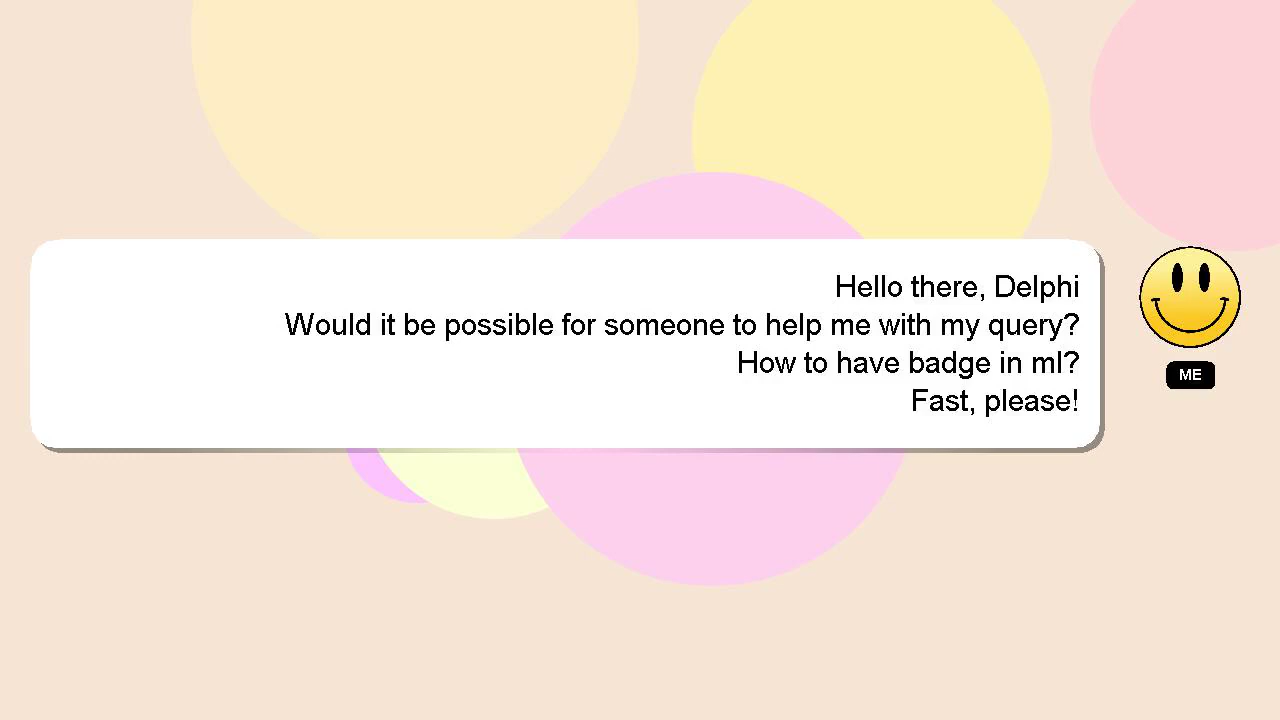 Hello there, Delphi
Would it be possible for someone to help me with my query?
How to have badge in ml?
Fast, please!
ME